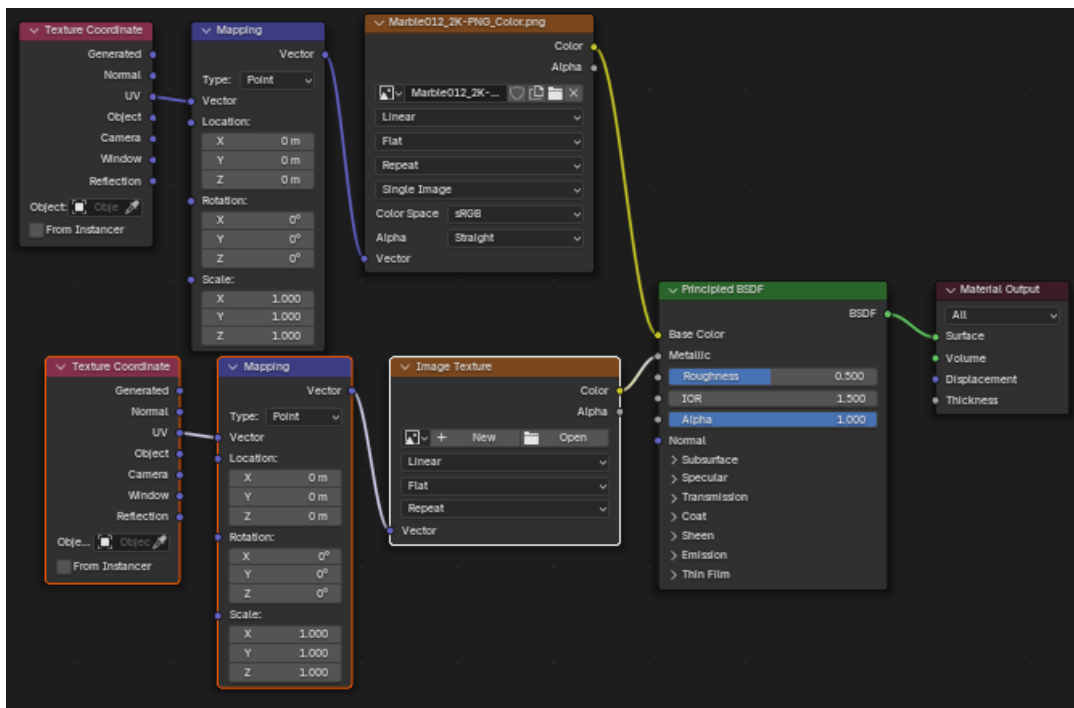 Texture Coordinate
Generated
Normal
UV
Object
Camera
Window
Reflection
Object: Obje
From Instancer
Mapping
Vector
Type: Point
Vector
Location:
X 0 m
Y 0 m
Z 0 m
Rotation:
X 0°
Y 0°
Z 0°
Scale:
X 1.000
Y 1.000
Z 1.000
Marble012_2K-PNG_Color.png
Color
Alpha
Marble012_2K-...
Linear
Flat
Repeat
Single Image
Color Space sRGB
Alpha Straight
Vector
Texture Coordinate
Generated
Normal
UV
Object
Camera
Window
Reflection
Obje... Objec
From Instancer
Mapping
Vector
Type: Point
Vector
Location:
X 0 m
Y 0 m
Z 0 m
Rotation:
X 0°
Y 0°
Z 0°
Scale:
X 1.000
Y 1.000
Z 1.000
Image Texture
Color
Alpha
New Open
Linear
Flat
Repeat
Vector
Principled BSDF
BSDF
Base Color
Metallic
Roughness 0.500
IOR 1.500
Alpha 1.000
Normal
Subsurface
Specular
Transmission
Coat
Sheen
Emission
Thin Film
Material Output
All
Surface
Volume
Displacement
Thickness